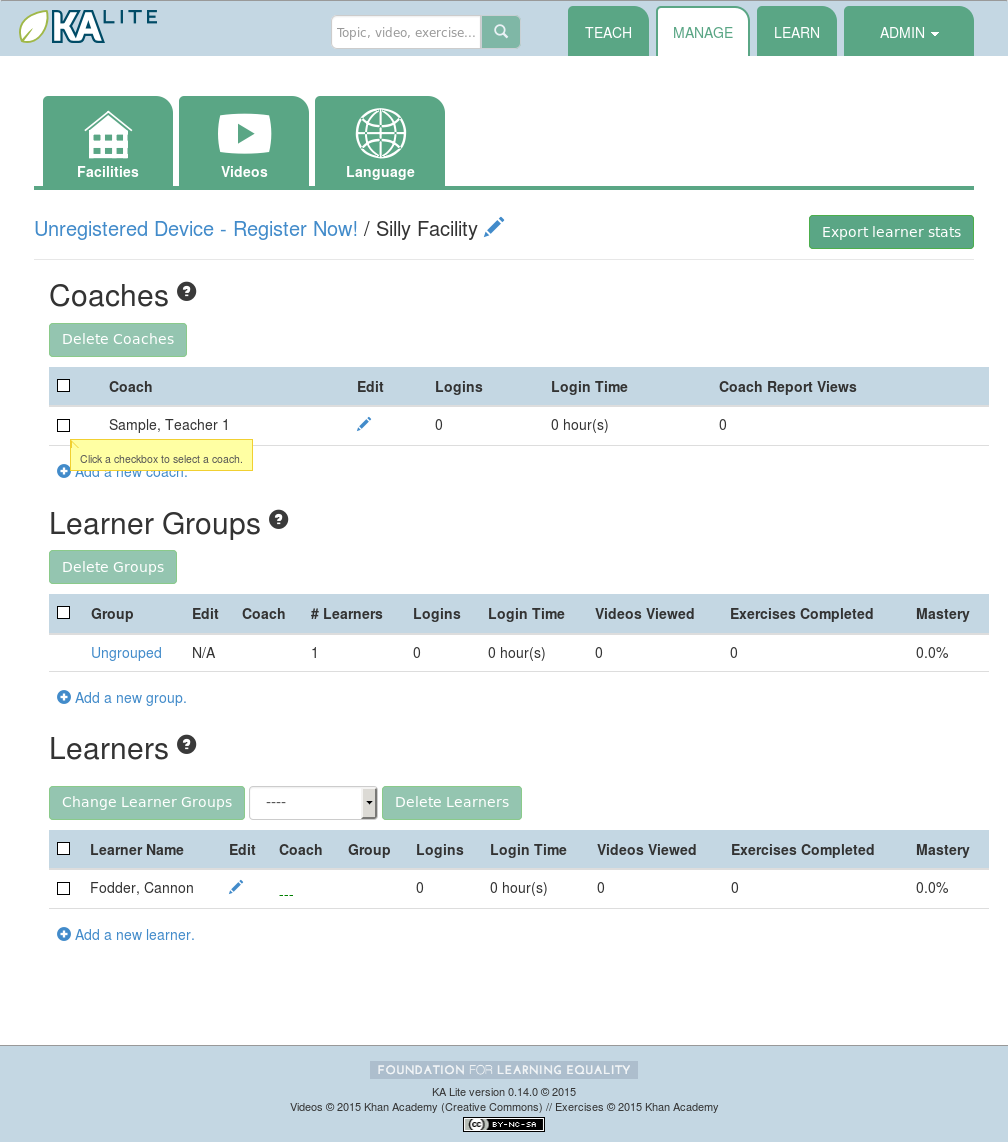 KA LITE
Topic, video, exercise...
TEACH
MANAGE
LEARN
ADMIN
Facilities
Videos
Language
Unregistered Device - Register Now! / Silly Facility
Export learner stats
Coaches ?
Delete Coaches
Coach Edit Logins Login Time Coach Report Views
Sample, Teacher 1 0 0 hour(s) 0
Click a checkbox to select a coach.
Add a new coach.
Learner Groups ?
Delete Groups
Group Edit Coach # Learners Logins Login Time Videos Viewed Exercises Completed Mastery
Ungrouped N/A 1 0 0 hour(s) 0 0 0.0%
Add a new group.
Learners ?
Change Learner Groups ---- Delete Learners
Learner Name Edit Coach Group Logins Login Time Videos Viewed Exercises Completed Mastery
Fodder, Cannon --- 0 0 hour(s) 0 0 0.0%
Add a new learner.
FOUNDATION FOR LEARNING EQUALITY
KA Lite version 0.14.0 © 2015
Videos © 2015 Khan Academy (Creative Commons) // Exercises © 2015 Khan Academy
cc BY-NC-SA